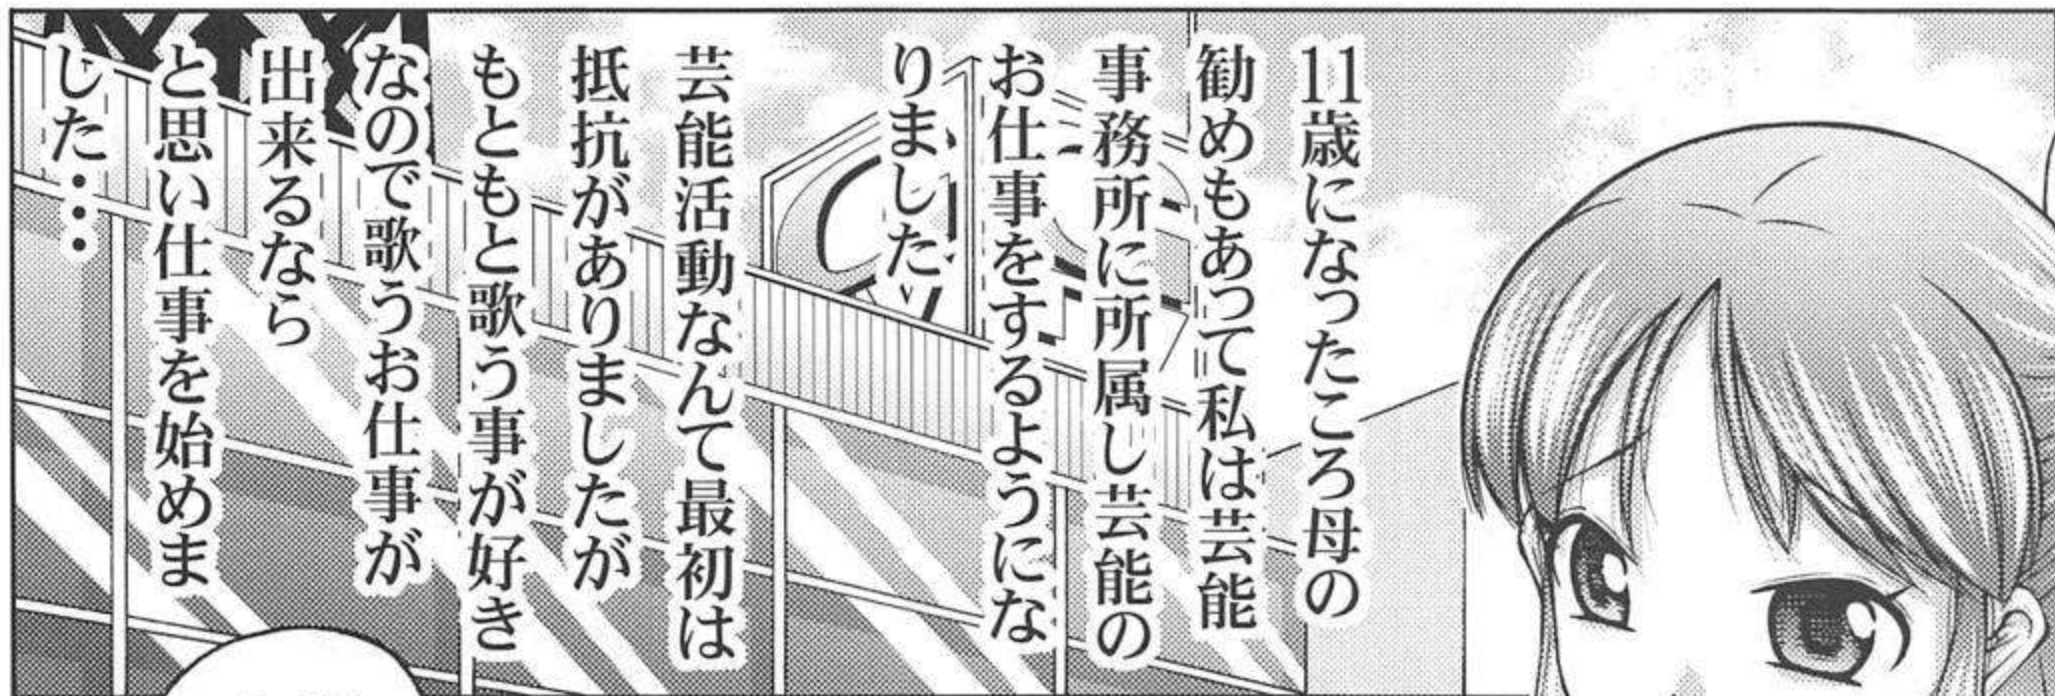 11歳になったころ母の
勧めもあって私は芸能
事務所に所属し芸能の
お仕事をするようにな
りました
芸能活動なんて最初は
抵抗がありましたが
もともと歌う事が好き
なので歌うお仕事が
出来るなら
と思い仕事を始めま
した・・・